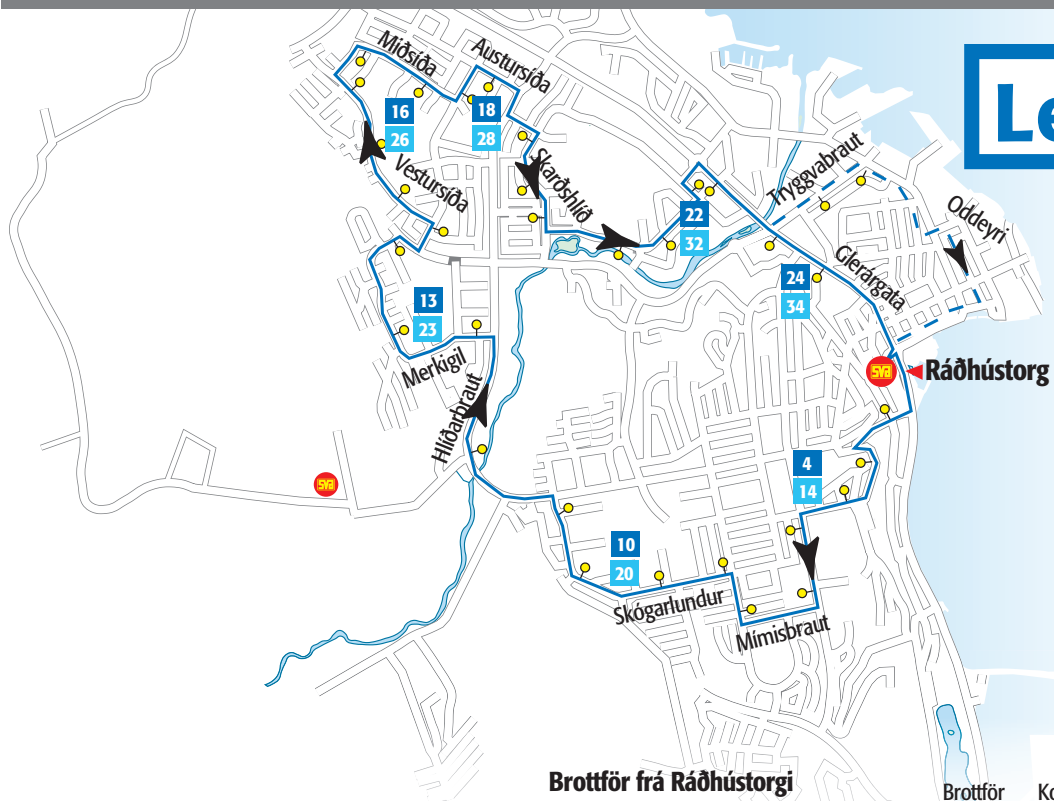 Le
Miðsíða
Austursíða
16
26
18
28
Vestursíða
Skarðshlíð
Tryggvabraut
Oddeyri
22
32
Glerárgata
24
34
13
23
Merkigil
Hlíðarbraut
SVA
Ráðhústorg
SVA
4
14
10
20
Skógarlundur
Mímisbraut
Brottför frá Ráðhústorgi
Brottför Ko